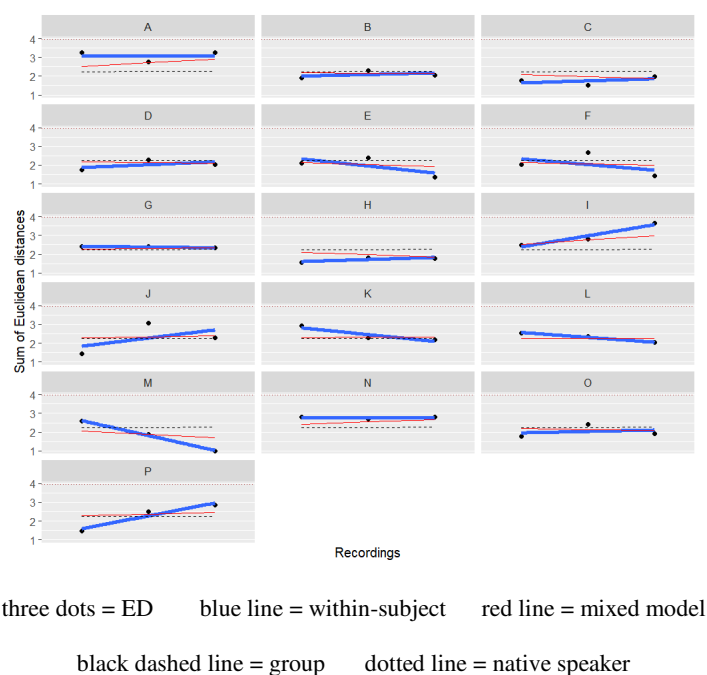 A B C
4
3
2
1
D E F
4
3
2
1
G H I
4
3
2
1
J K L
4
3
2
1
M N O
4
3
2
1
P
4
3
2
1
Sum of Euclidean distances
Recordings
three dots = ED blue line = within-subject red line = mixed model
black dashed line = group dotted line = native speaker